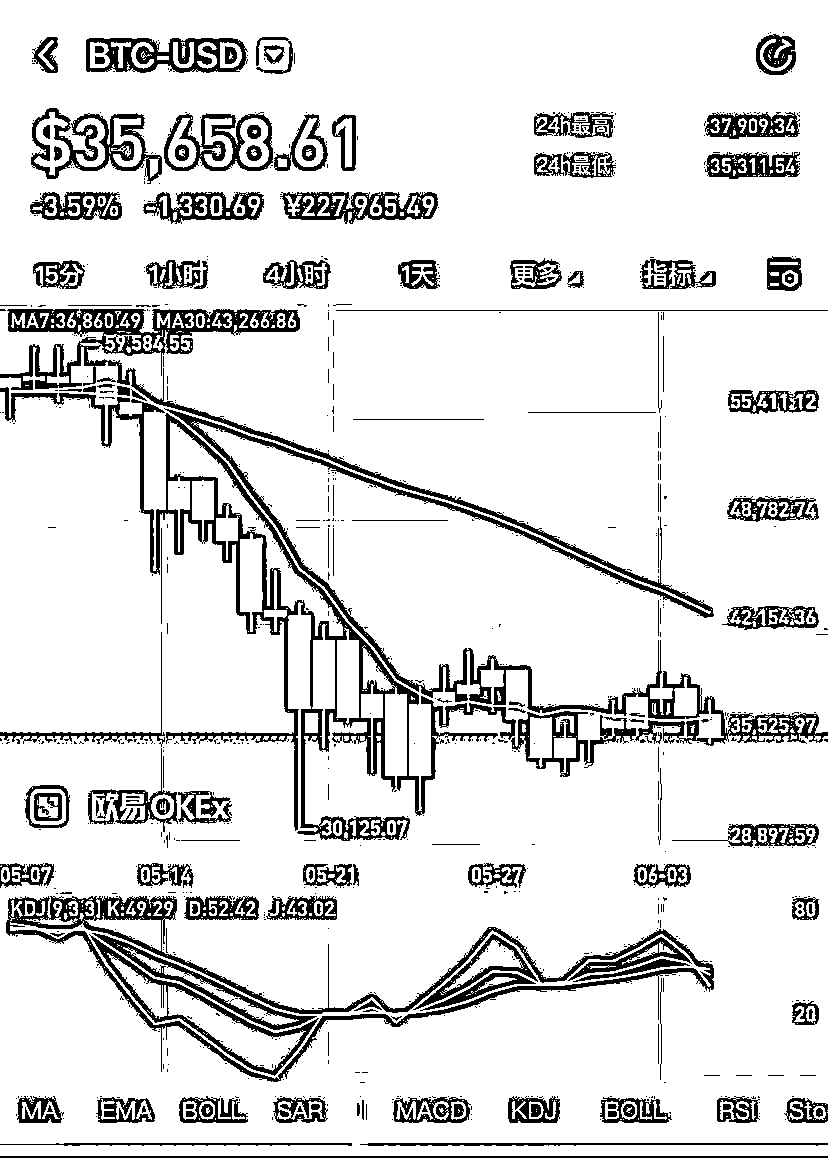 BTC-USD
$35,658.61
24h最高 37,909.34
24h最低 35,311.54
-3.59% -1,330.69 ¥227,965.49
15分 1小时 4小时 1天 更多 指标
MA7:36,860.49 MA30:43,266.86
59,584.55
55,411.12
48,782.74
42,154.36
35,525.97
欧易OKEx
30,125.07
28,897.59
05-07 05-14 05-21 05-27 06-03
KDJ(9,3,3) K:49.29 D:52.42 J:43.02
80
20
MA EMA BOLL SAR MACD KDJ BOLL RSI Sto